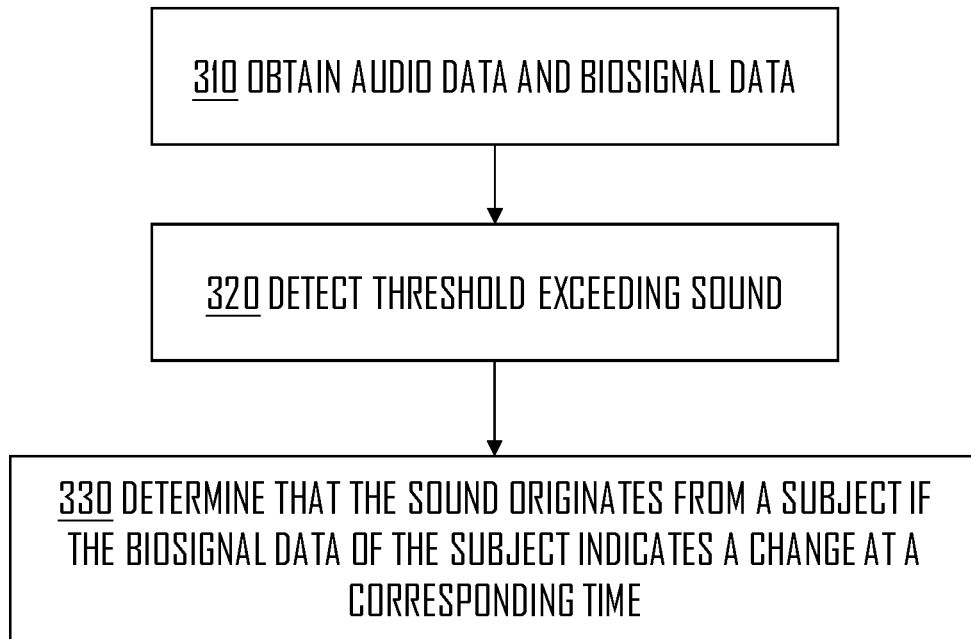 310 OBTAIN AUDIO DATA AND BIOSIGNAL DATA
320 DETECT THRESHOLD EXCEEDING SOUND
330 DETERMINE THAT THE SOUND ORIGINATES FROM A SUBJECT IF
THE BIOSIGNAL DATA OF THE SUBJECT INDICATES A CHANGE AT A
CORRESPONDING TIME